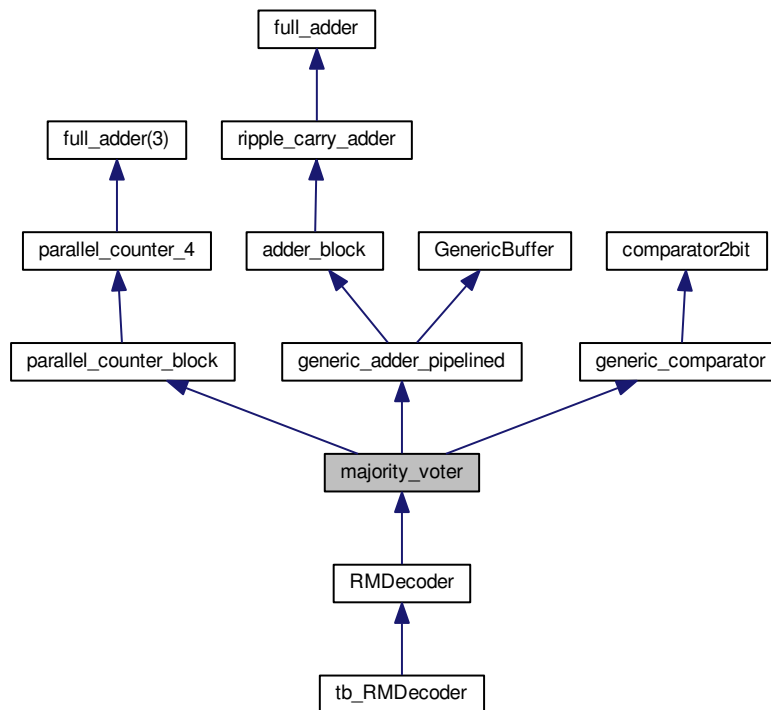 full_adder
full_adder(3)
ripple_carry_adder
parallel_counter_4
adder_block
GenericBuffer
comparator2bit
parallel_counter_block
generic_adder_pipelined
generic_comparator
majority_voter
RMDecoder
tb_RMDecoder